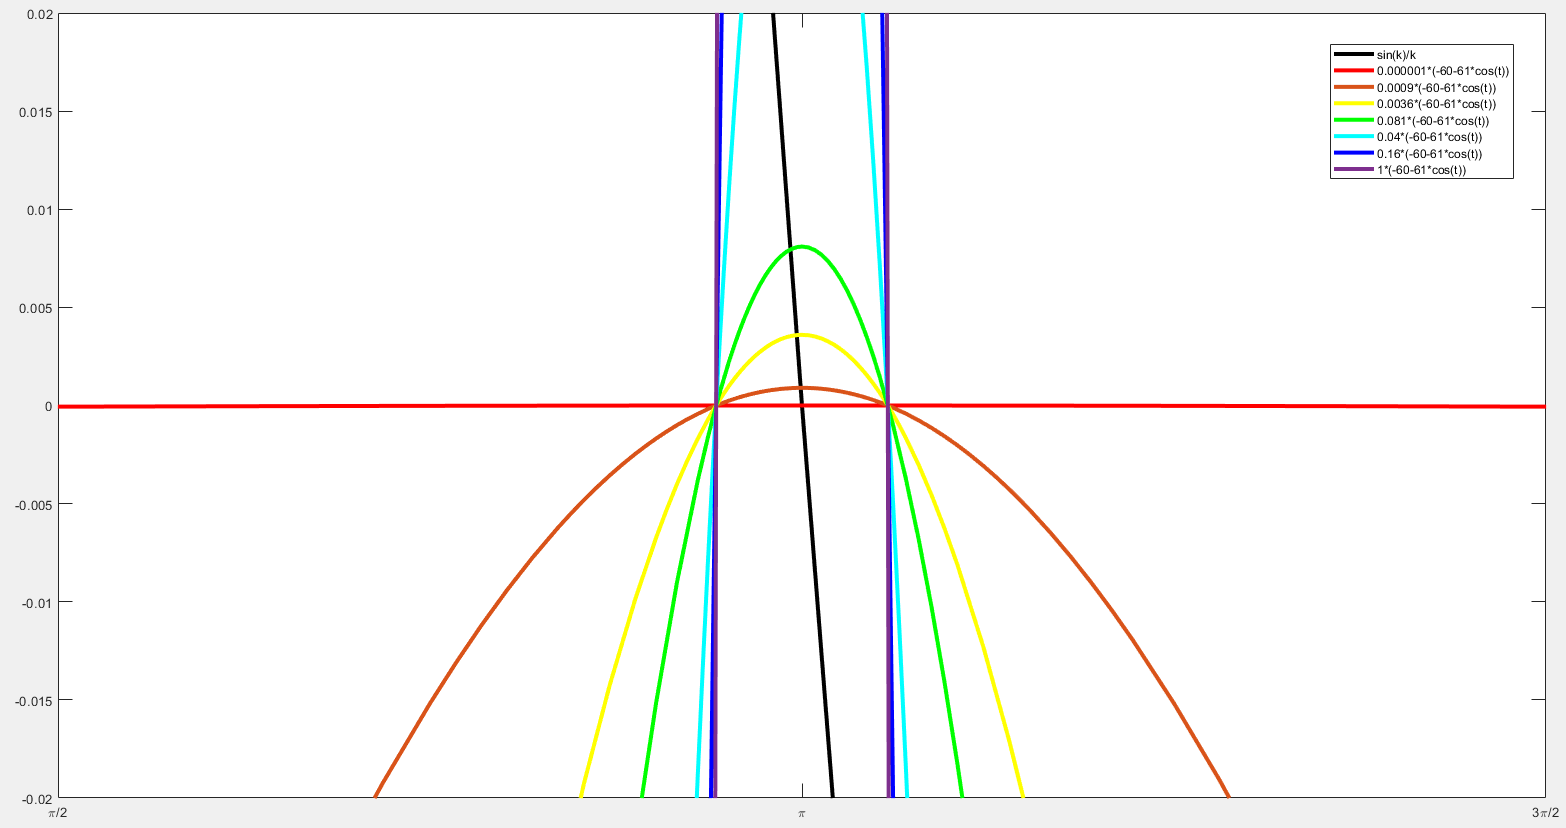 0.02
0.015
0.01
0.005
0
-0.005
-0.01
-0.015
-0.02
π/2
π
3π/2
sin(k)/k
0.000001*(-60-61*cos(t))
0.0009*(-60-61*cos(t))
0.0036*(-60-61*cos(t))
0.081*(-60-61*cos(t))
0.04*(-60-61*cos(t))
0.16*(-60-61*cos(t))
1*(-60-61*cos(t))